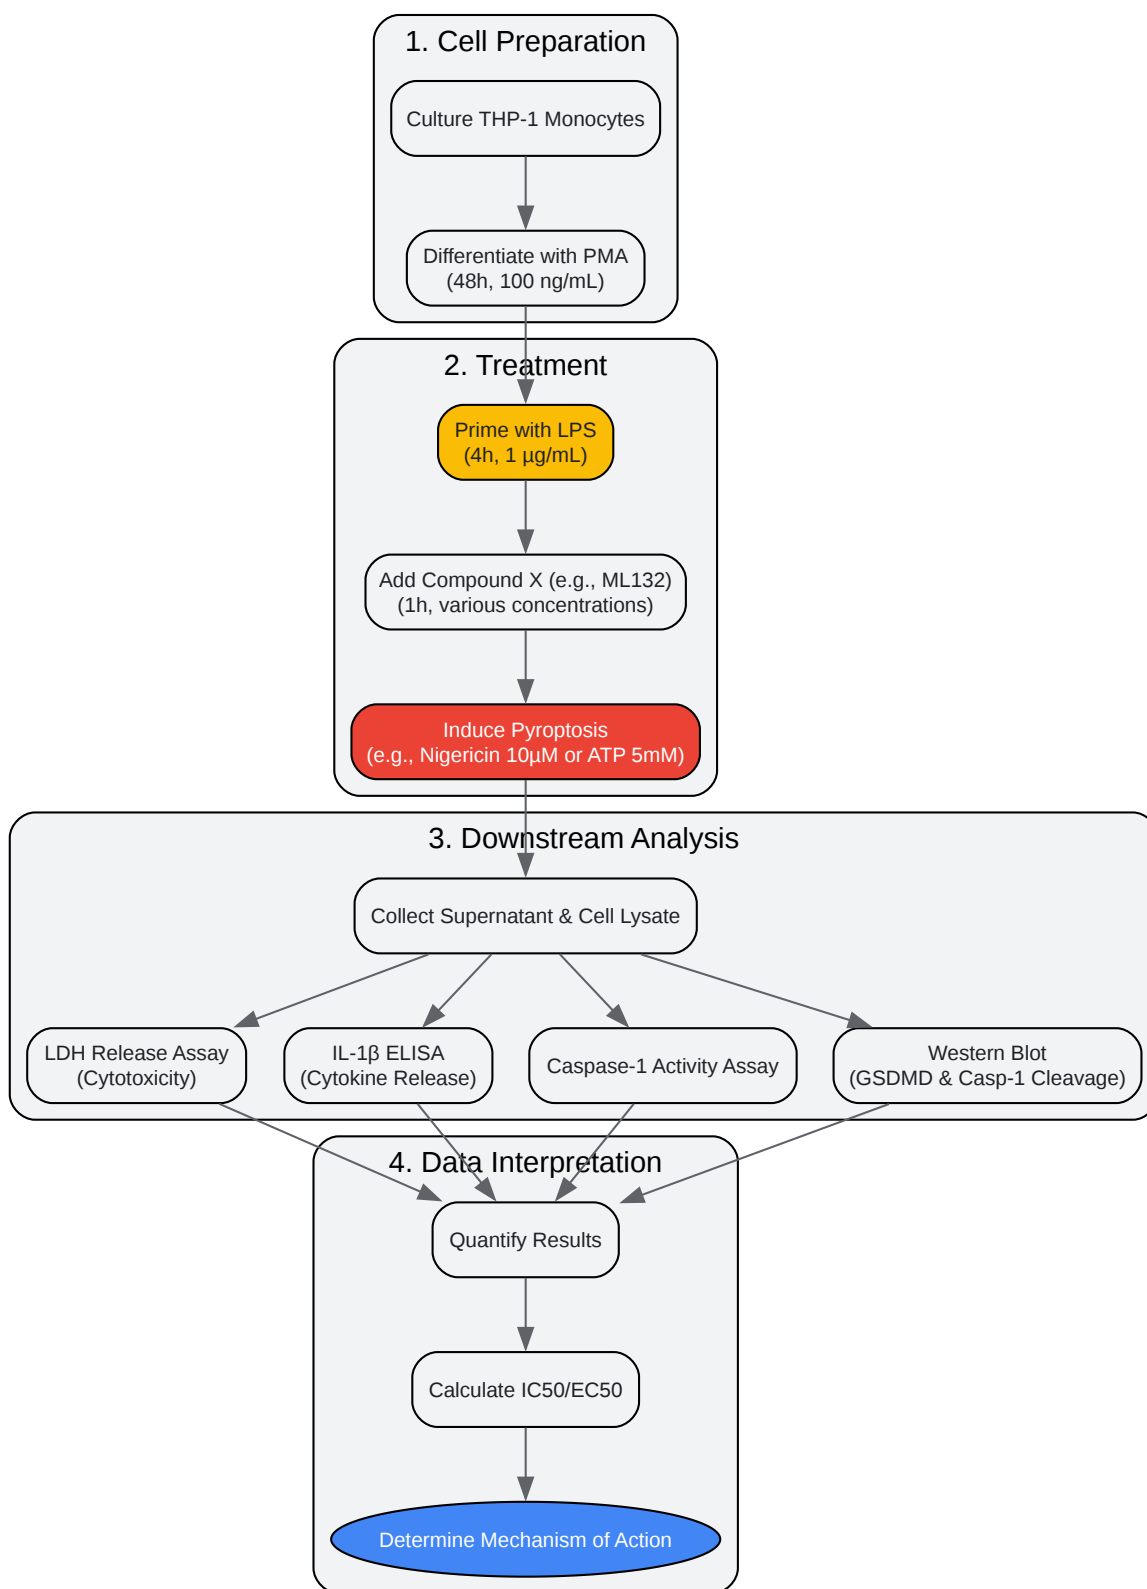 1. Cell Preparation
Culture THP-1 Monocytes
Differentiate with PMA
(48h, 100 ng/mL)
2. Treatment
Prime with LPS
(4h, 1 µg/mL)
Add Compound X (e.g., ML132)
(1h, various concentrations)
Induce Pyroptosis
(e.g., Nigericin 10µM or ATP 5mM)
3. Downstream Analysis
Collect Supernatant & Cell Lysate
LDH Release Assay
(Cytotoxicity)
IL-1β ELISA
(Cytokine Release)
Caspase-1 Activity Assay
Western Blot
(GSDMD & Casp-1 Cleavage)
4. Data Interpretation
Quantify Results
Calculate IC50/EC50
Determine Mechanism of Action